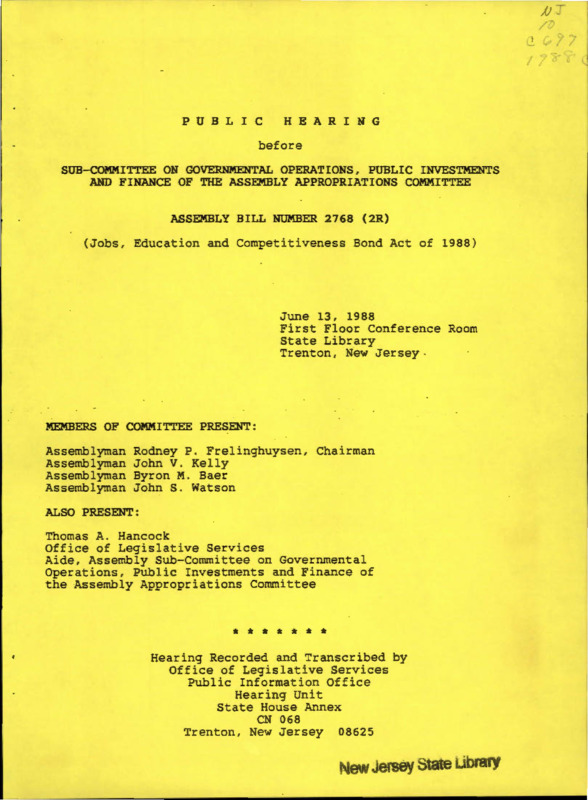 NJ
10
C697
1988
PUBLIC HEARING
before
SUB-COMMITTEE ON GOVERNMENTAL OPERATIONS, PUBLIC INVESTMENTS
AND FINANCE OF THE ASSEMBLY APPROPRIATIONS COMMITTEE
ASSEMBLY BILL NUMBER 2768 (2R)
(Jobs, Education and Competitiveness Bond Act of 1988)
June 13, 1988
First Floor Conference Room
State Library
Trenton, New Jersey
MEMBERS OF COMMITTEE PRESENT:
Assemblyman Rodney P. Frelinghuysen, Chairman
Assemblyman John V. Kelly
Assemblyman Byron M. Baer
Assemblyman John S. Watson
ALSO PRESENT:
Thomas A. Hancock
Office of Legislative Services
Aide, Assembly Sub-Committee on Governmental
Operations, Public Investments and Finance of
the Assembly Appropriations Committee
* * * * * * *
Hearing Recorded and Transcribed by
Office of Legislative Services
Public Information Office
Hearing Unit
State House Annex
CN 068
Trenton, New Jersey 08625
New Jersey State Library